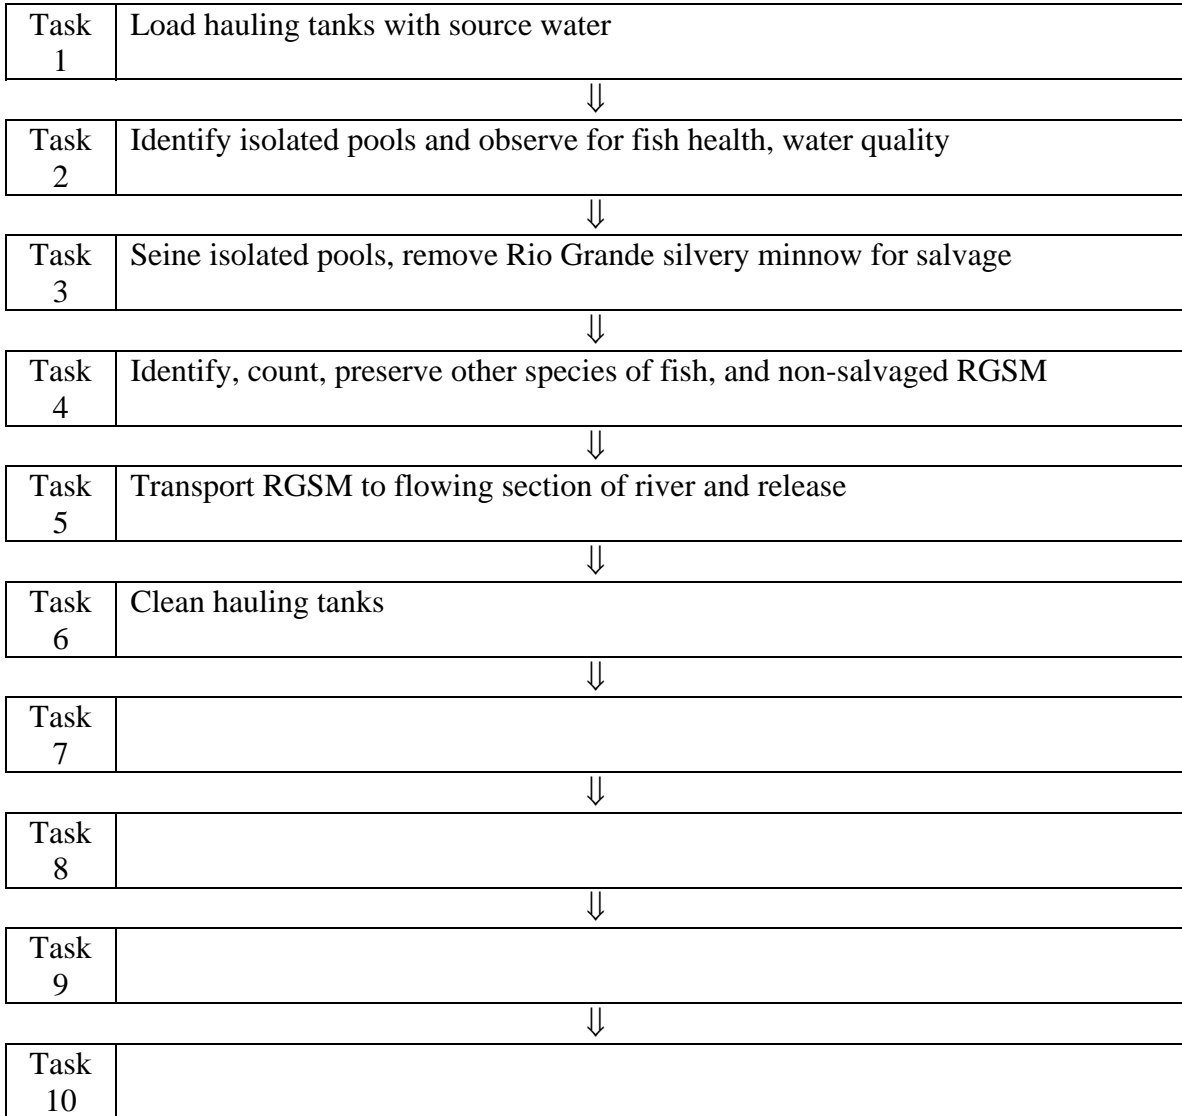 Task Load hauling tanks with source water
1
⇓
Task Identify isolated pools and observe for fish health, water quality
2
⇓
Task Seine isolated pools, remove Rio Grande silvery minnow for salvage
3
⇓
Task Identify, count, preserve other species of fish, and non-salvaged RGSM
4
⇓
Task Transport RGSM to flowing section of river and release
5
⇓
Task Clean hauling tanks
6
⇓
Task
7
⇓
Task
8
⇓
Task
9
⇓
Task
10